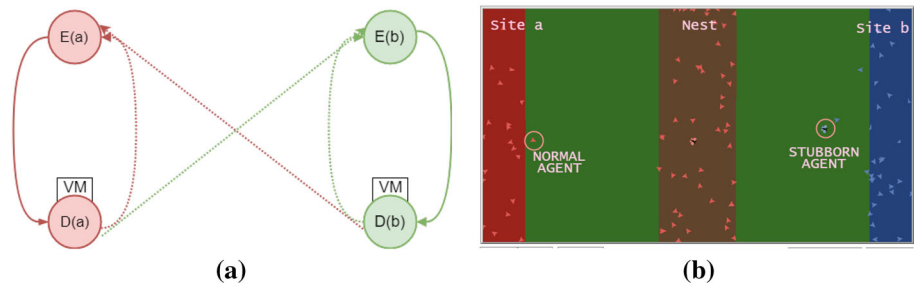 E(a)
E(b)
VM
VM
D(a)
D(b)
(a)
Site a
Nest
Site b
NORMAL
AGENT
STUBBORN
AGENT
(b)